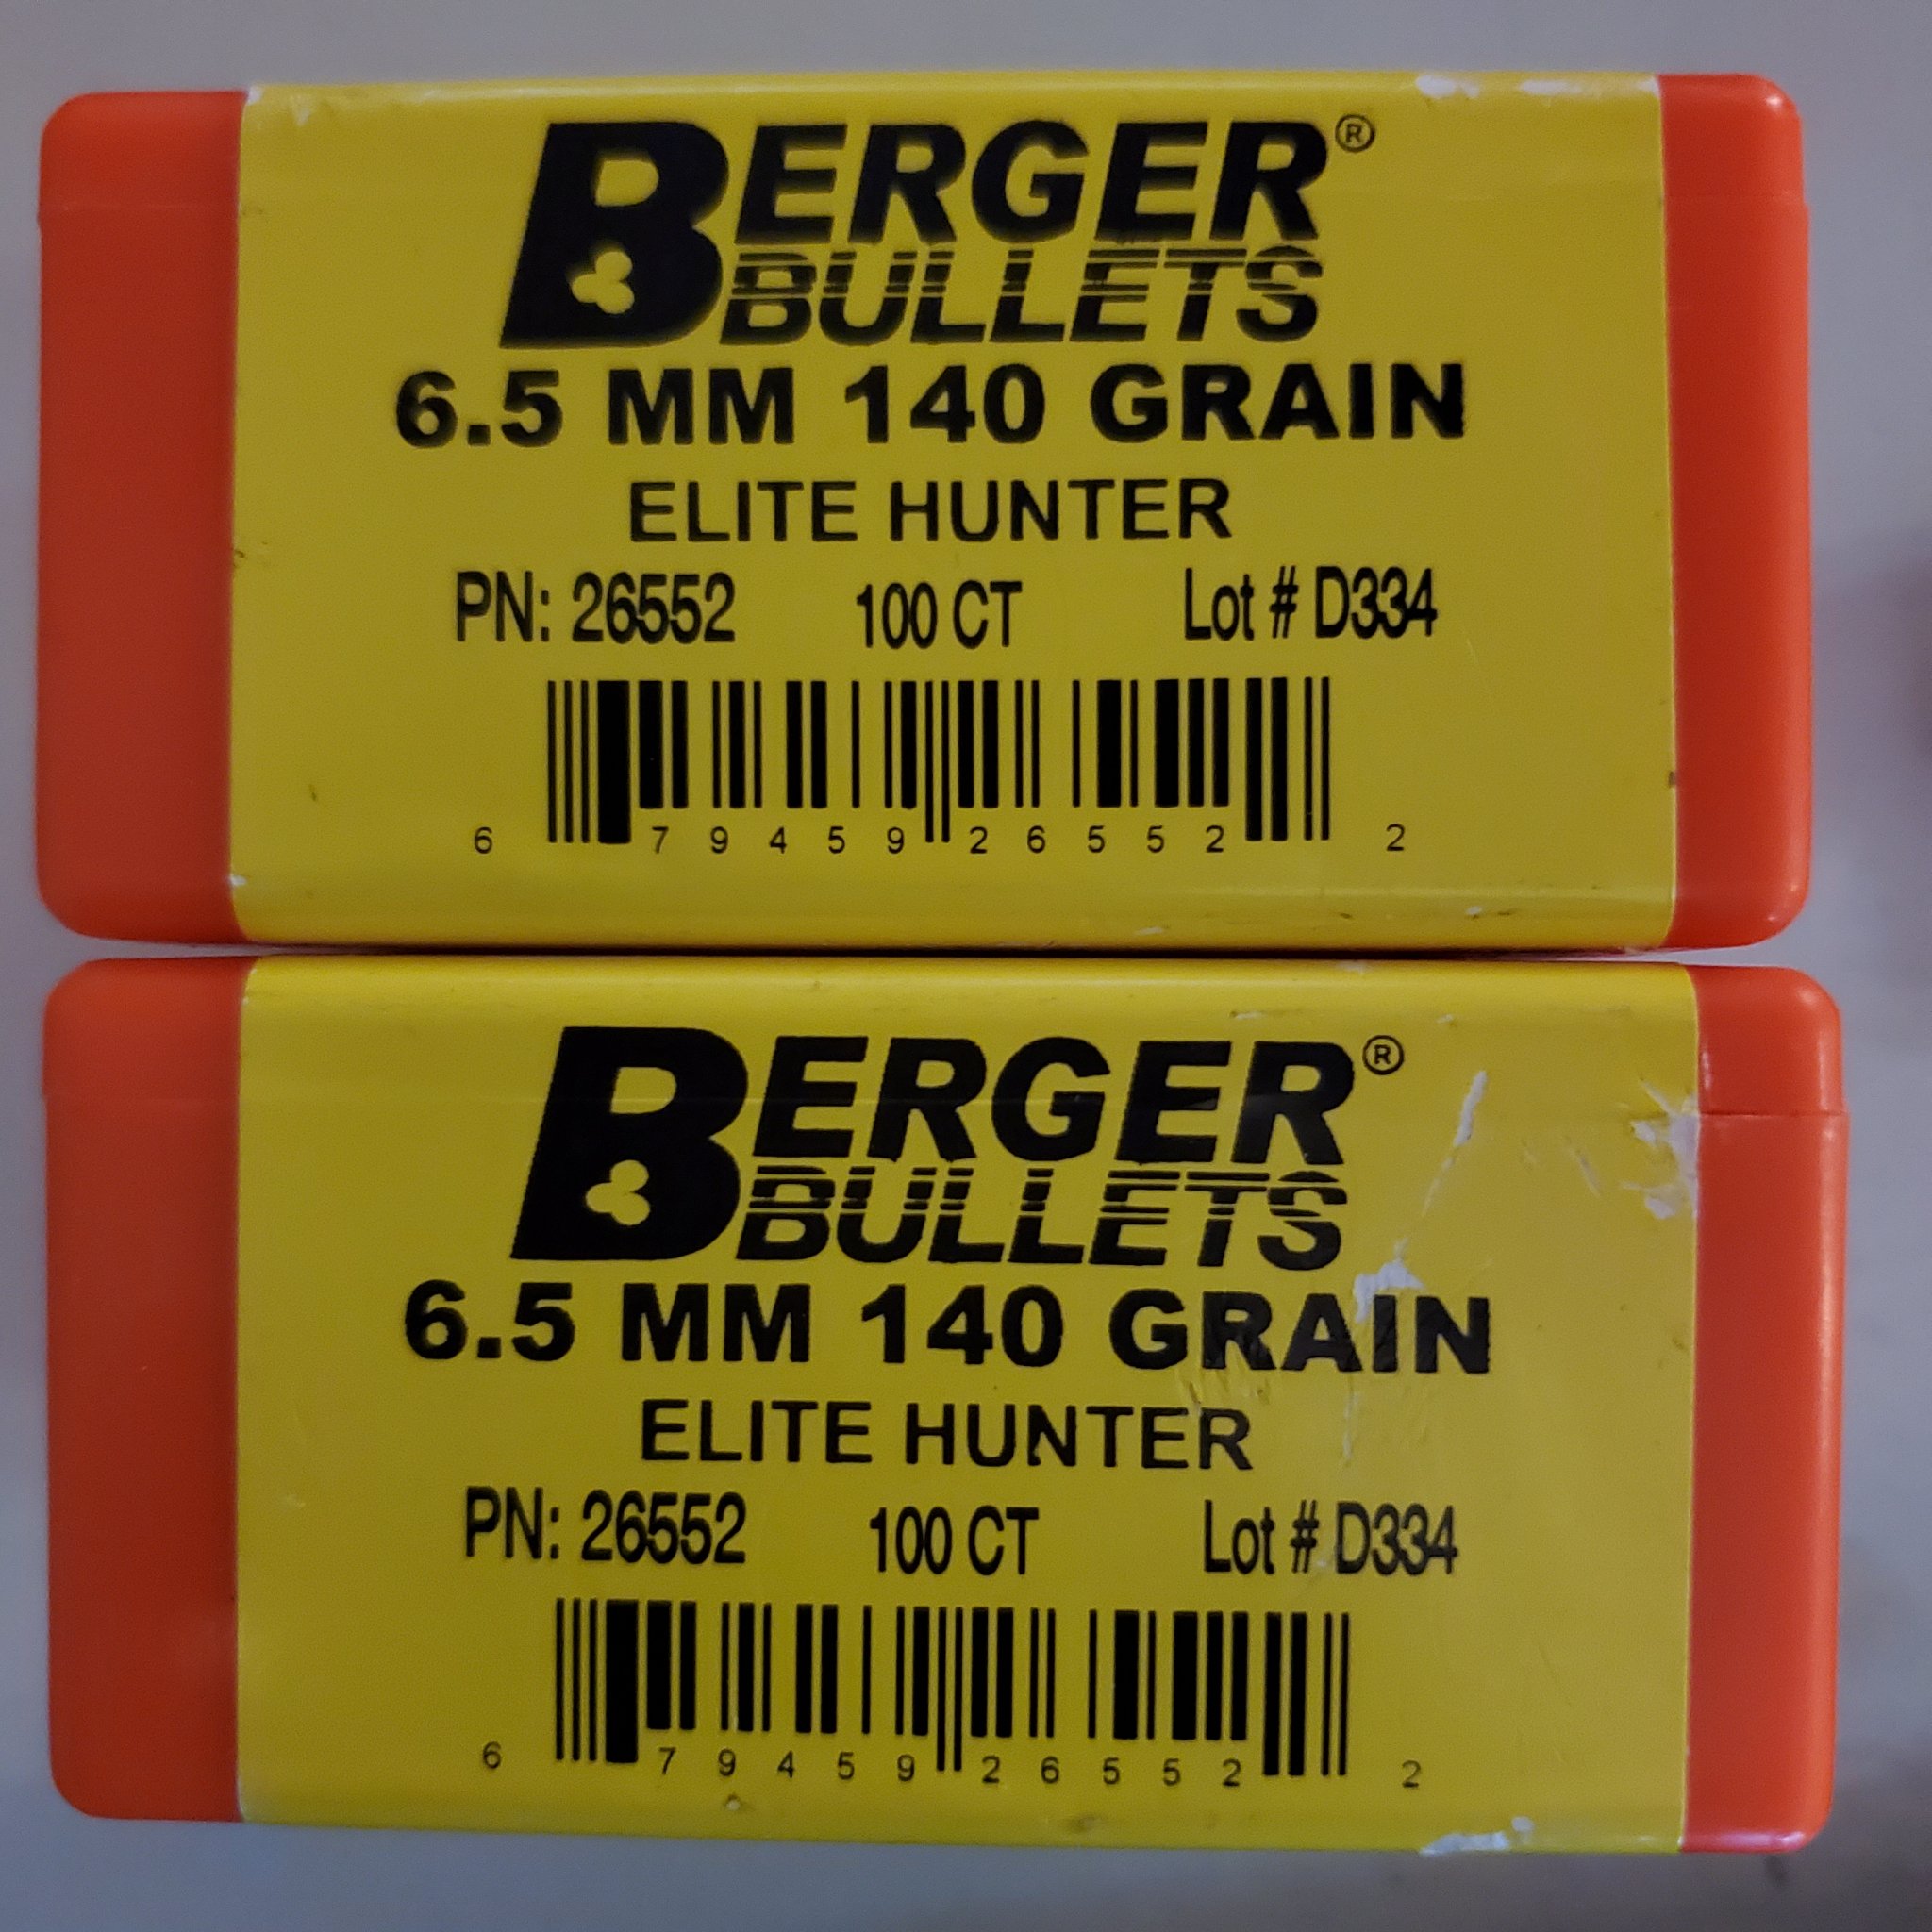 BERGER®
BULLETS
6.5 MM 140 GRAIN
ELITE HUNTER
PN: 26552 100 CT Lot # D334
6 79459 26552 2
BERGER®
BULLETS
6.5 MM 140 GRAIN
ELITE HUNTER
PN: 26552 100 CT Lot # D334
6 79459 26552 2